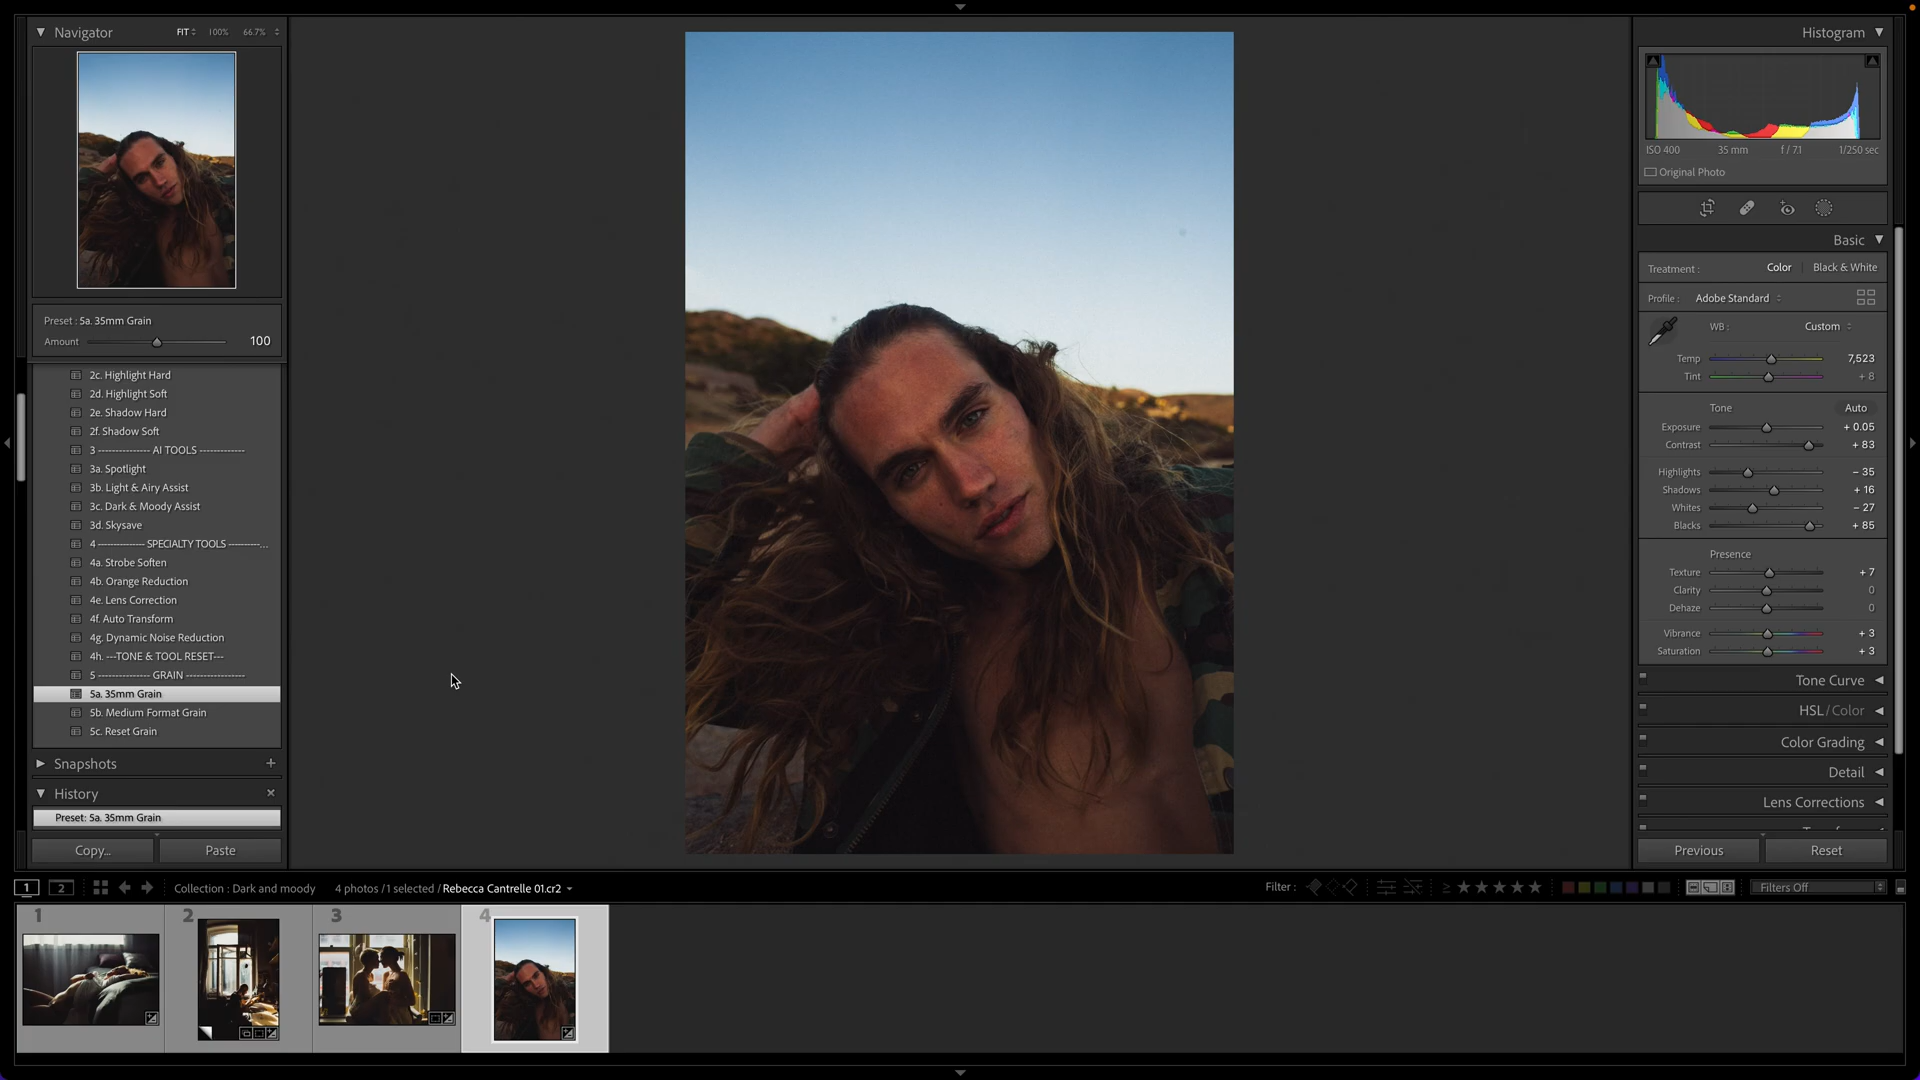 Navigator FIT 100% 66.7%
Preset : 5a. 35mm Grain
Amount 100
2c. Highlight Hard
2d. Highlight Soft
2e. Shadow Hard
2f. Shadow Soft
3 --------------- AI TOOLS -------------
3a. Spotlight
3b. Light & Airy Assist
3c. Dark & Moody Assist
3d. Skysave
4 --------------- SPECIALTY TOOLS ----------...
4a. Strobe Soften
4b. Orange Reduction
4e. Lens Correction
4f. Auto Transform
4g. Dynamic Noise Reduction
4h. ---TONE & TOOL RESET---
5 --------------- GRAIN -----------------
5a. 35mm Grain
5b. Medium Format Grain
5c. Reset Grain
Snapshots +
History ×
Preset: 5a. 35mm Grain
Copy... Paste
Histogram
ISO 400 35 mm f / 7.1 1/250 sec
Original Photo
Basic
Treatment : Color Black & White
Profile : Adobe Standard
WB : Custom
Temp 7,523
Tint + 8
Tone Auto
Exposure + 0.05
Contrast + 83
Highlights – 35
Shadows + 16
Whites – 27
Blacks + 85
Presence
Texture + 7
Clarity 0
Dehaze 0
Vibrance + 3
Saturation + 3
Tone Curve
HSL / Color
Color Grading
Detail
Lens Corrections
Previous Reset
1 2 Collection : Dark and moody 4 photos / 1 selected / Rebecca Cantrelle 01.cr2 Filter : ≥ Filters Off
1 2 3 4